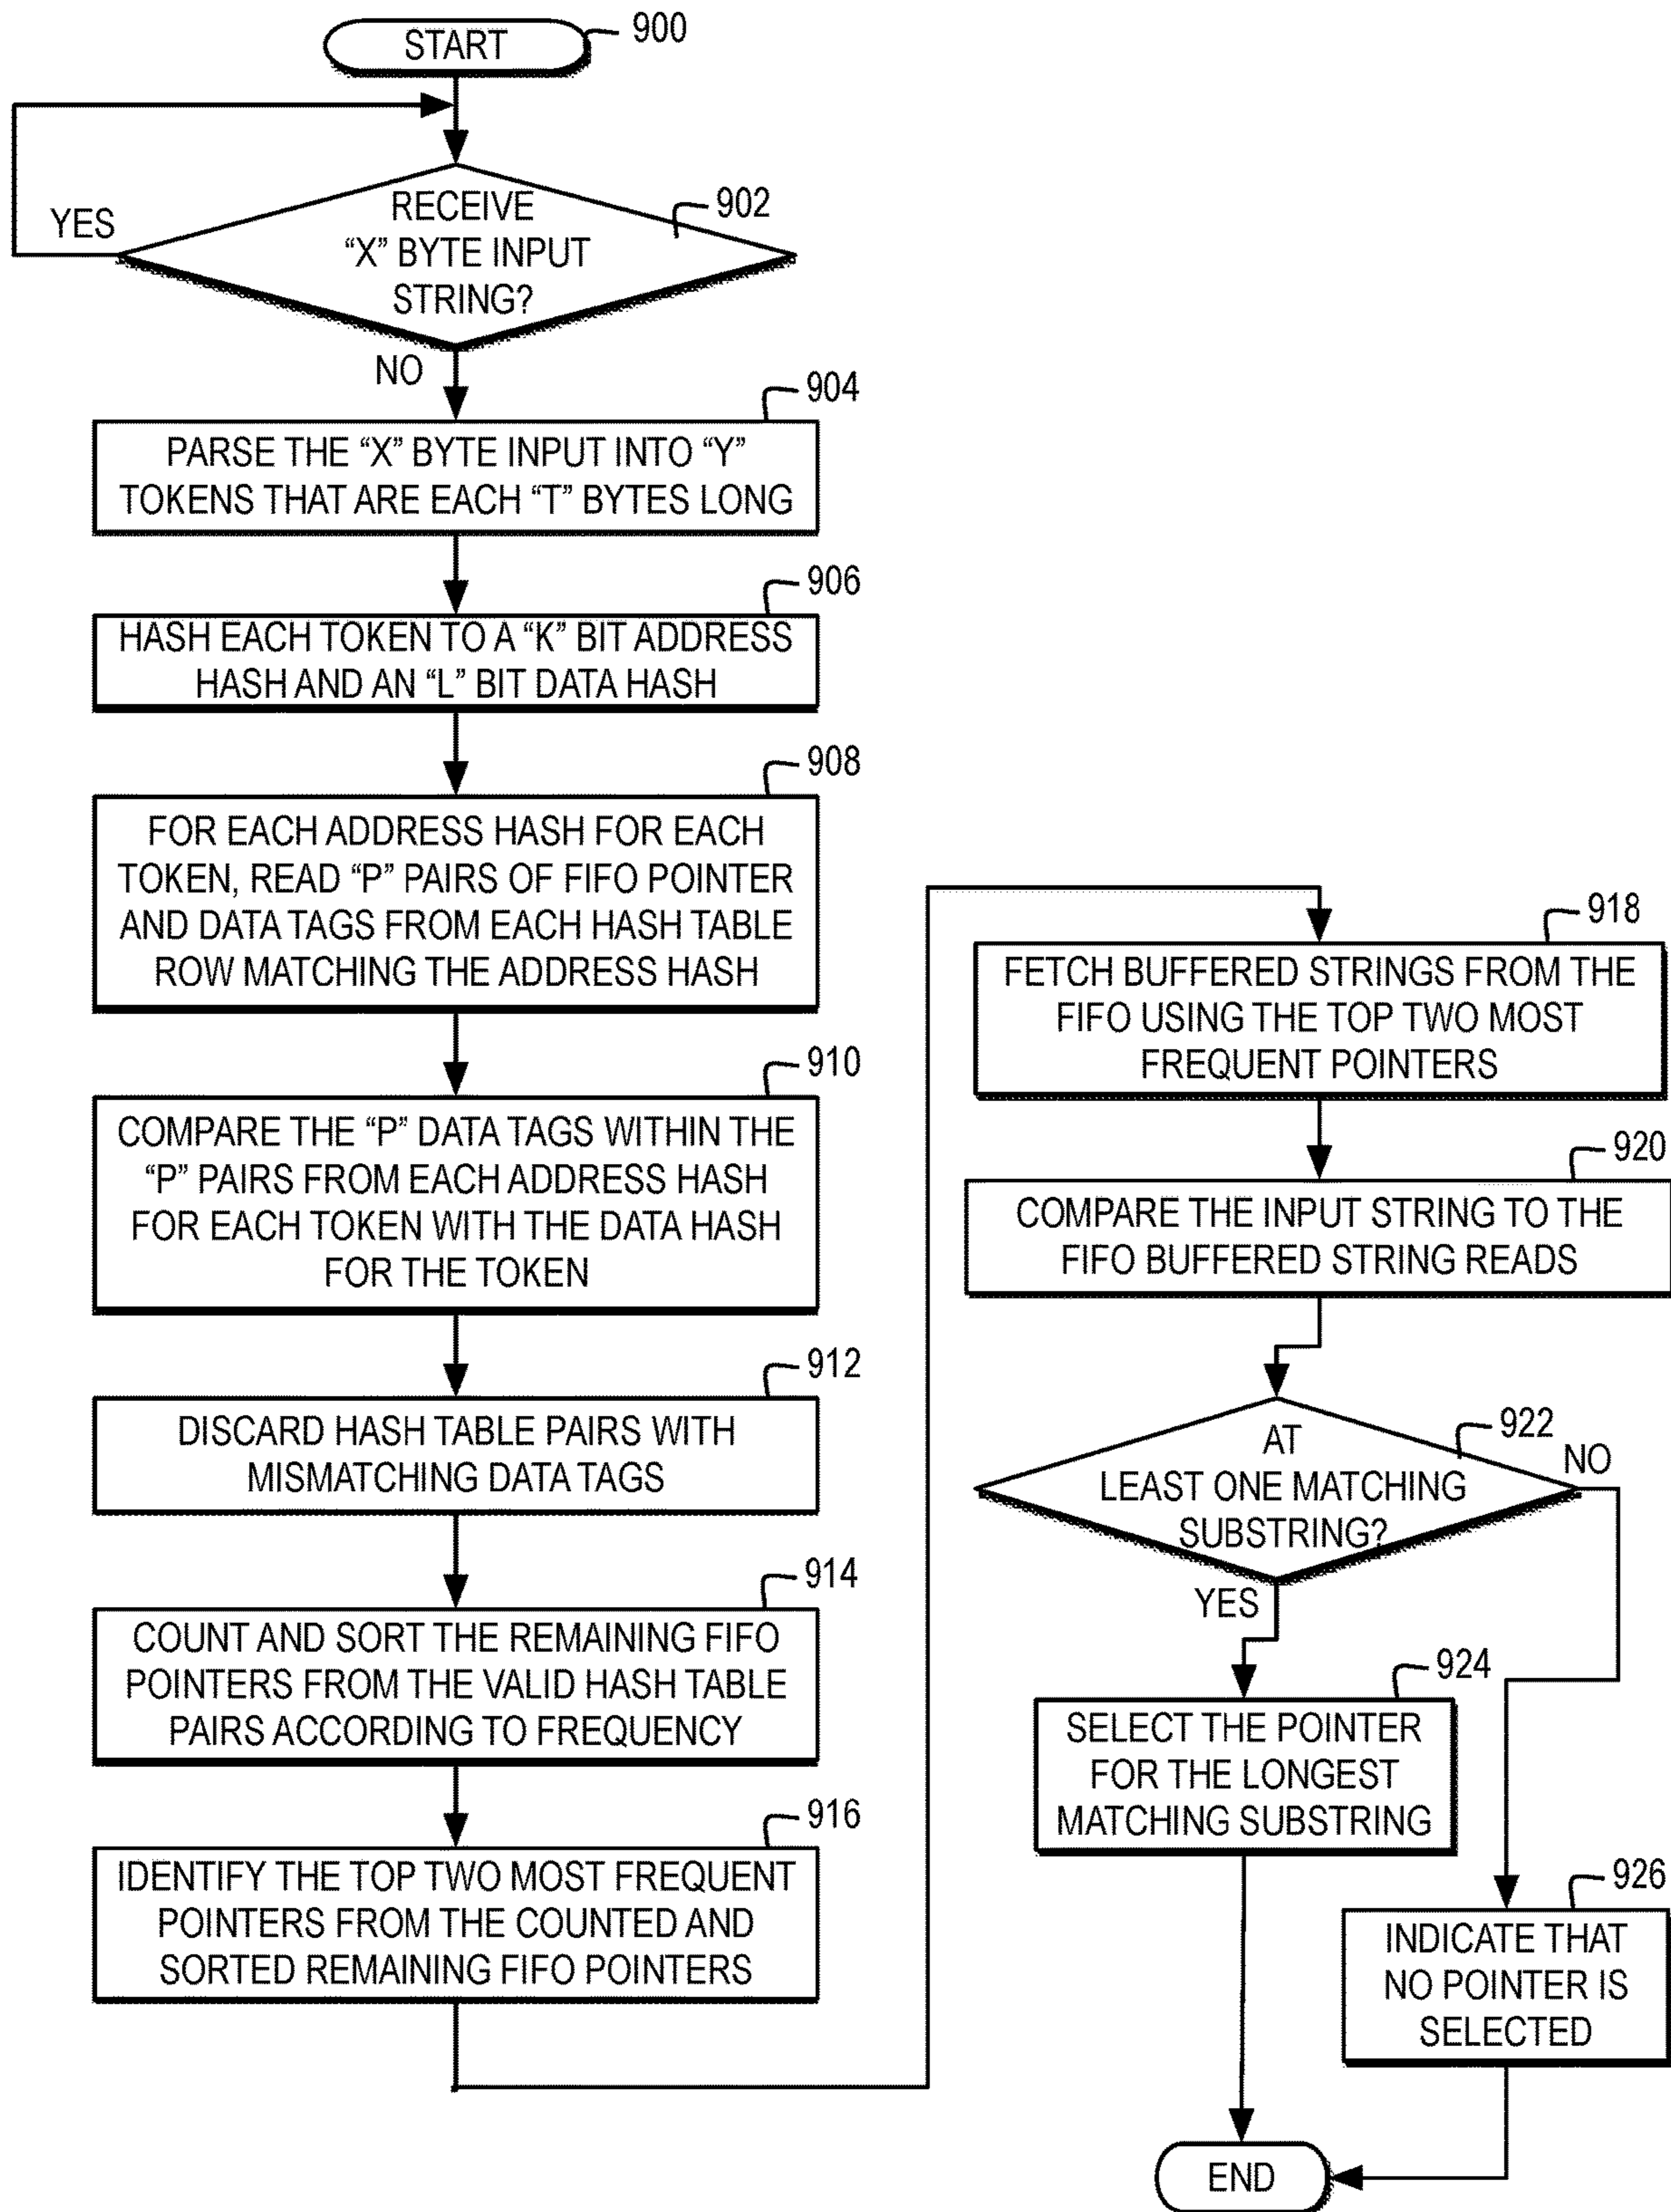 START
900
RECEIVE
“X” BYTE INPUT
STRING?
902
YES
NO
904
PARSE THE “X” BYTE INPUT INTO “Y”
TOKENS THAT ARE EACH “T” BYTES LONG
906
HASH EACH TOKEN TO A “K” BIT ADDRESS
HASH AND AN “L” BIT DATA HASH
908
FOR EACH ADDRESS HASH FOR EACH
TOKEN, READ “P” PAIRS OF FIFO POINTER
AND DATA TAGS FROM EACH HASH TABLE
ROW MATCHING THE ADDRESS HASH
910
COMPARE THE “P” DATA TAGS WITHIN THE
“P” PAIRS FROM EACH ADDRESS HASH
FOR EACH TOKEN WITH THE DATA HASH
FOR THE TOKEN
912
DISCARD HASH TABLE PAIRS WITH
MISMATCHING DATA TAGS
914
COUNT AND SORT THE REMAINING FIFO
POINTERS FROM THE VALID HASH TABLE
PAIRS ACCORDING TO FREQUENCY
916
IDENTIFY THE TOP TWO MOST FREQUENT
POINTERS FROM THE COUNTED AND
SORTED REMAINING FIFO POINTERS
918
FETCH BUFFERED STRINGS FROM THE
FIFO USING THE TOP TWO MOST
FREQUENT POINTERS
920
COMPARE THE INPUT STRING TO THE
FIFO BUFFERED STRING READS
922
AT
LEAST ONE MATCHING
SUBSTRING?
NO
YES
924
SELECT THE POINTER
FOR THE LONGEST
MATCHING SUBSTRING
926
INDICATE THAT
NO POINTER IS
SELECTED
END